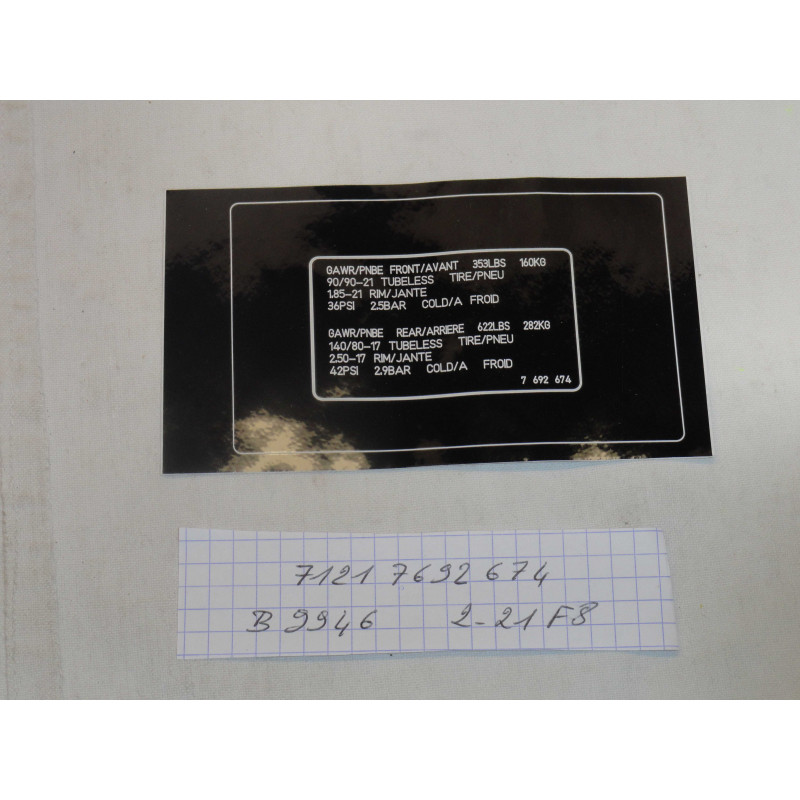 GAWR/PNBE FRONT/AVANT 353LBS 160KG
90/90-21 TUBELESS TIRE/PNEU
1.85-21 RIM/JANTE
36PSI 2.5BAR COLD/A FROID
GAWR/PNBE REAR/ARRIERE 622LBS 282KG
140/80-17 TUBELESS TIRE/PNEU
2.50-17 RIM/JANTE
42PSI 2.9BAR COLD/A FROID
7 692 674
7121 7692 674
B 9946 2-21 F8